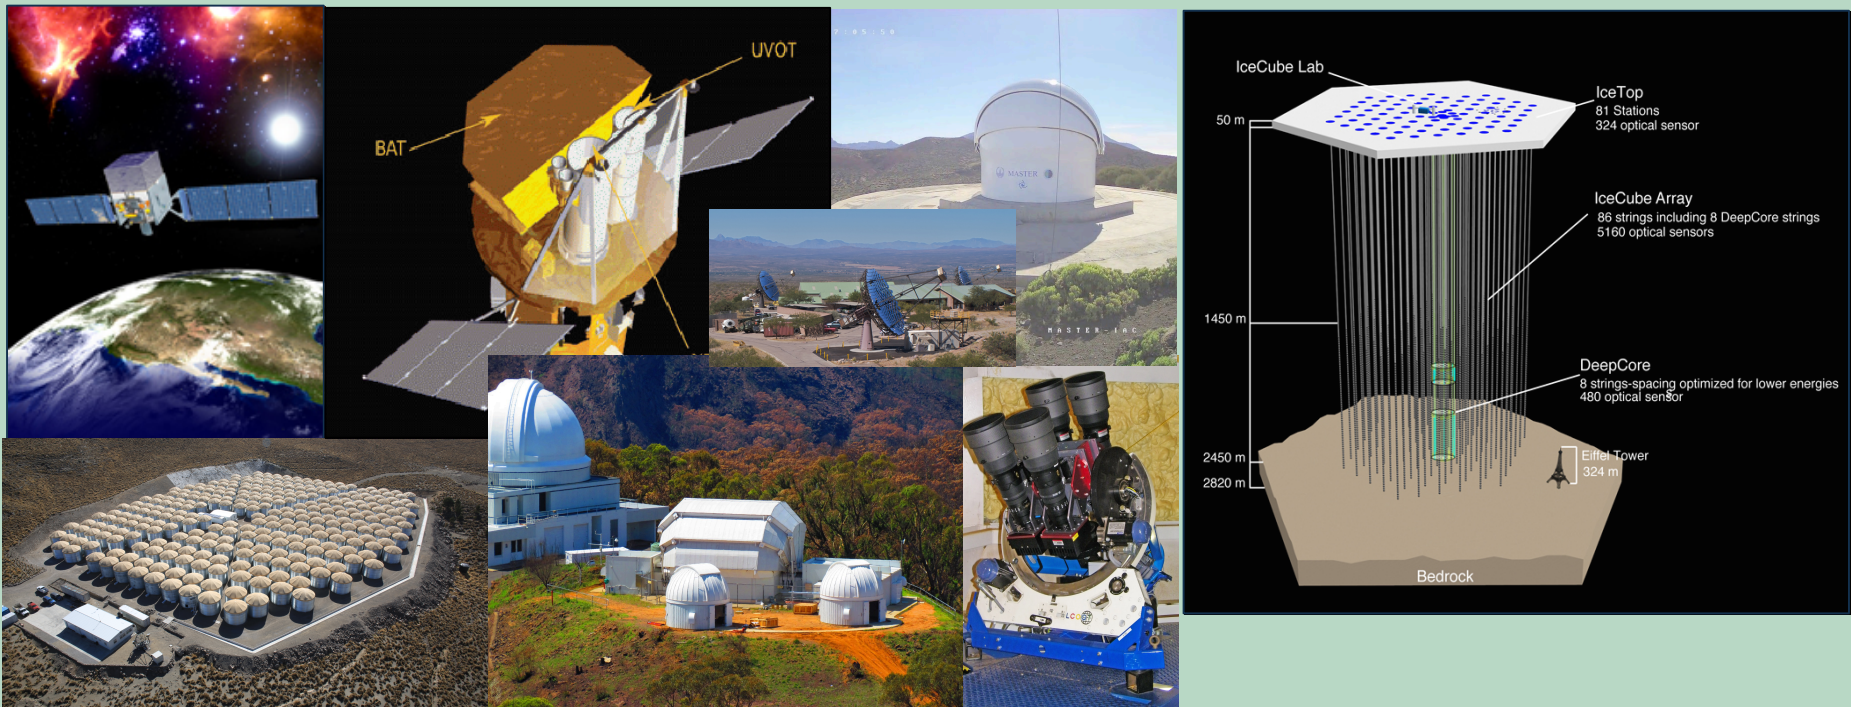 UVOT
BAT
MASTER
MASTER-IAC
LCO
IceCube Lab
IceTop
81 Stations
324 optical sensor
50 m
IceCube Array
86 strings including 8 DeepCore strings
5160 optical sensors
1450 m
DeepCore
8 strings-spacing optimized for lower energies
480 optical sensor
Eiffel Tower
324 m
2450 m
2820 m
Bedrock